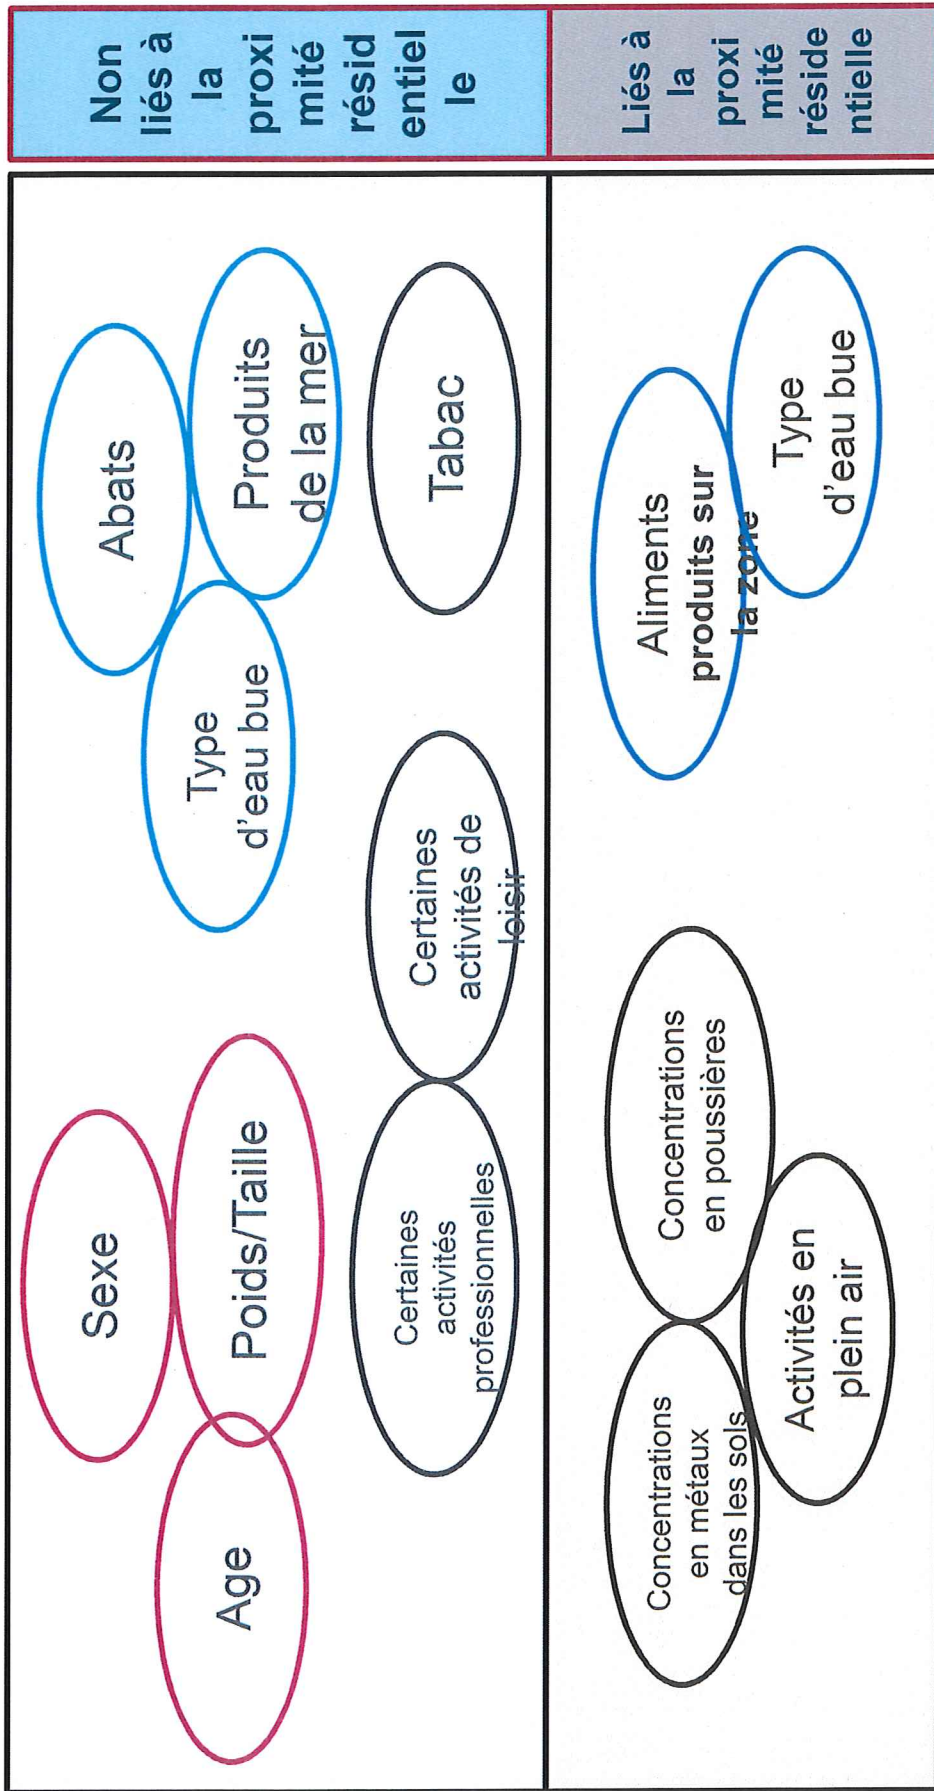 Sexe
Age
Poids/Taille
Abats
Type
d'eau bue
Produits
de la mer
Certaines
activités
professionnelles
Certaines
activités de
loisir
Tabac
Non
liés à
la
proxi
mité
résid
entiel
le
Concentrations
en métaux
dans les sols
Concentrations
en poussières
Activités en
plein air
Aliments
produits sur
la zone
Type
d'eau bue
Liés à
la
proxi
mité
réside
ntielle